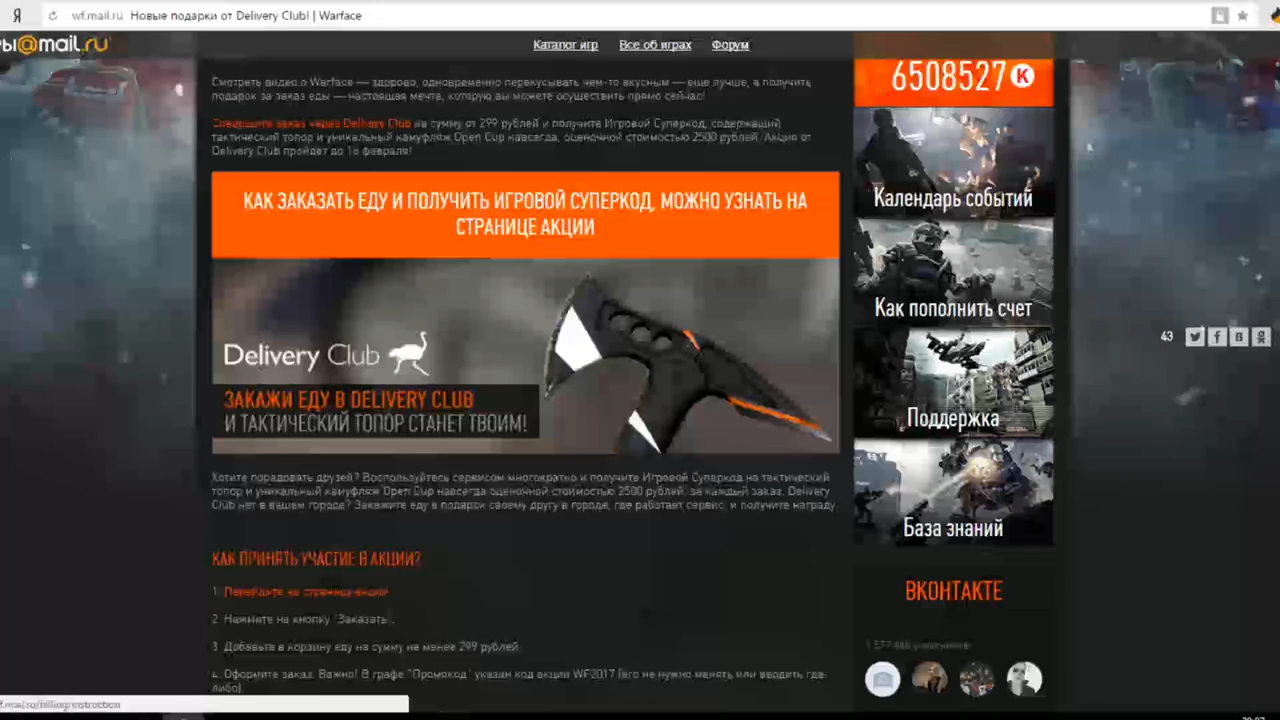 Я wf.mail.ru Новые подарки от Delivery Club! | Warface
ры@mail.ru
Каталог игр Все об играх Форум
Смотреть видео о Warface — здорово, одновременно перекусывать чем-то вкусным — еще лучше, а получить
подарок за заказ еды — настоящая мечта, которую вы можете осуществить прямо сейчас!
Совершите заказ через Delivery Club на сумму от 299 рублей и получите Игровой Суперкод, содержащий
тактический топор и уникальный камуфляж Open Cup навсегда, оценочной стоимостью 2500 рублей. Акция от
Delivery Club пройдет до 16 февраля!
КАК ЗАКАЗАТЬ ЕДУ И ПОЛУЧИТЬ ИГРОВОЙ СУПЕРКОД, МОЖНО УЗНАТЬ НА
СТРАНИЦЕ АКЦИИ
Delivery Club
ЗАКАЖИ ЕДУ В DELIVERY CLUB
И ТАКТИЧЕСКИЙ ТОПОР СТАНЕТ ТВОИМ!
Хотите порадовать друзей? Воспользуйтесь сервисом многократно и получите Игровой Суперкод на тактический
топор и уникальный камуфляж Open Cup навсегда оценочной стоимостью 2500 рублей, за каждый заказ. Delivery
Club нет в вашем городе? Закажите еду в подарок своему другу в городе, где работает сервис, и получите награду.
КАК ПРИНЯТЬ УЧАСТИЕ В АКЦИИ?
1. Перейдите на страницу акции
2. Нажмите на кнопку "Заказать".
3. Добавьте в корзину еду на сумму не менее 299 рублей
4. Оформите заказ. Важно! В графе "Промокод" указан код акции WF2017 (его не нужно менять или вводить где-
либо).
f.mail.ru/billing/instruction
6508527 K
Календарь событий
Как пополнить счет
Поддержка
База знаний
ВКОНТАКТЕ
43